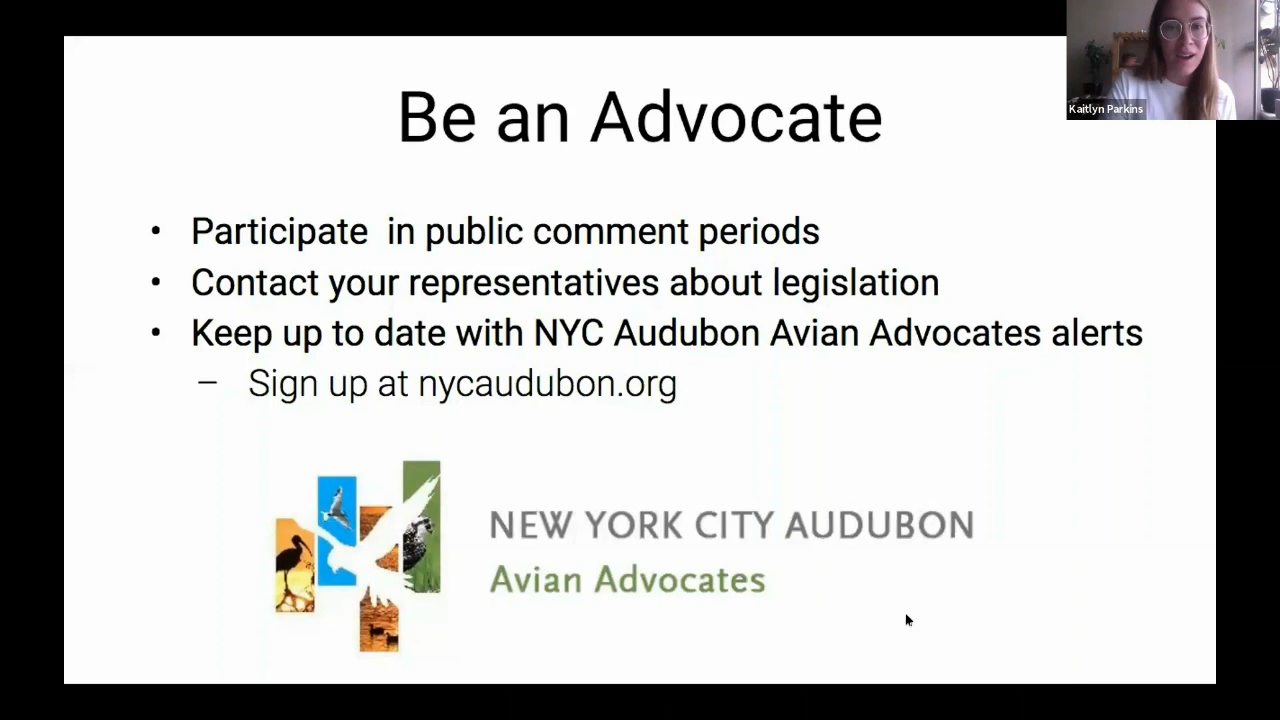 Be an Advocate
Kaitlyn Parkins
• Participate  in public comment periods
• Contact your representatives about legislation
• Keep up to date with NYC Audubon Avian Advocates alerts
– Sign up at nycaudubon.org
NEW YORK CITY AUDUBON
Avian Advocates